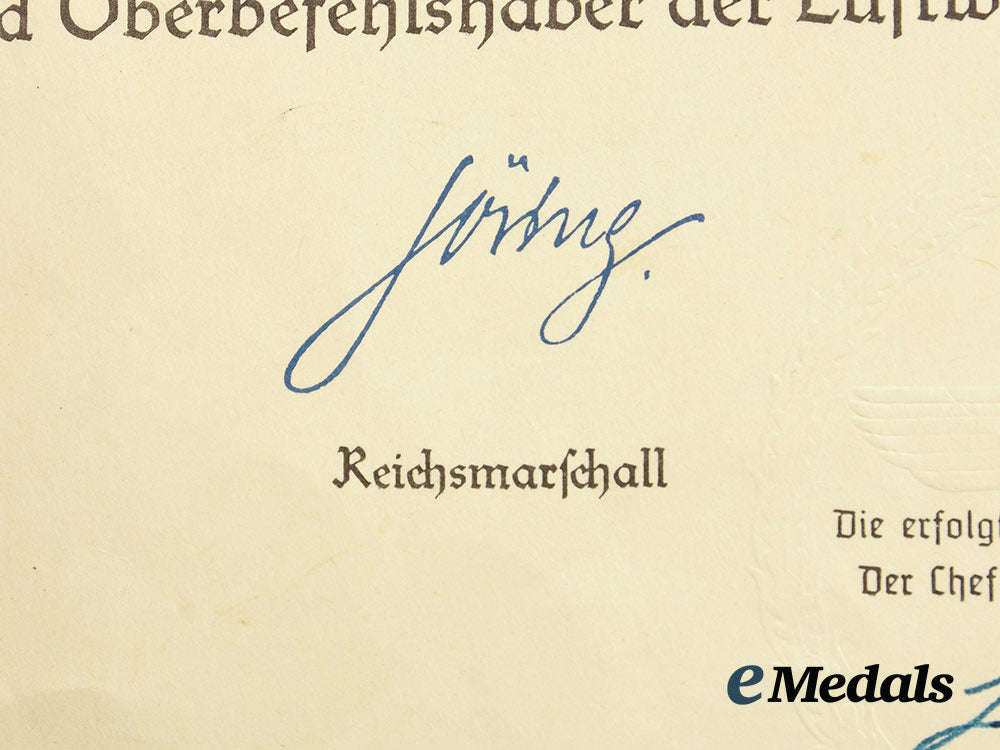 d Oberbefehlshaber der Luftw
Göring.
Reichsmarschall
Die erfolgt
Der Chef
eMedals